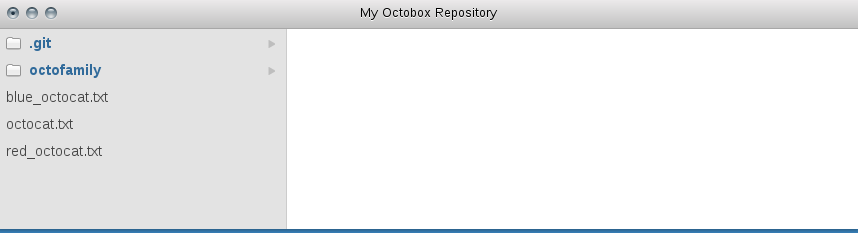 My Octobox Repository
.git
octofamily
blue_octocat.txt
octocat.txt
red_octocat.txt